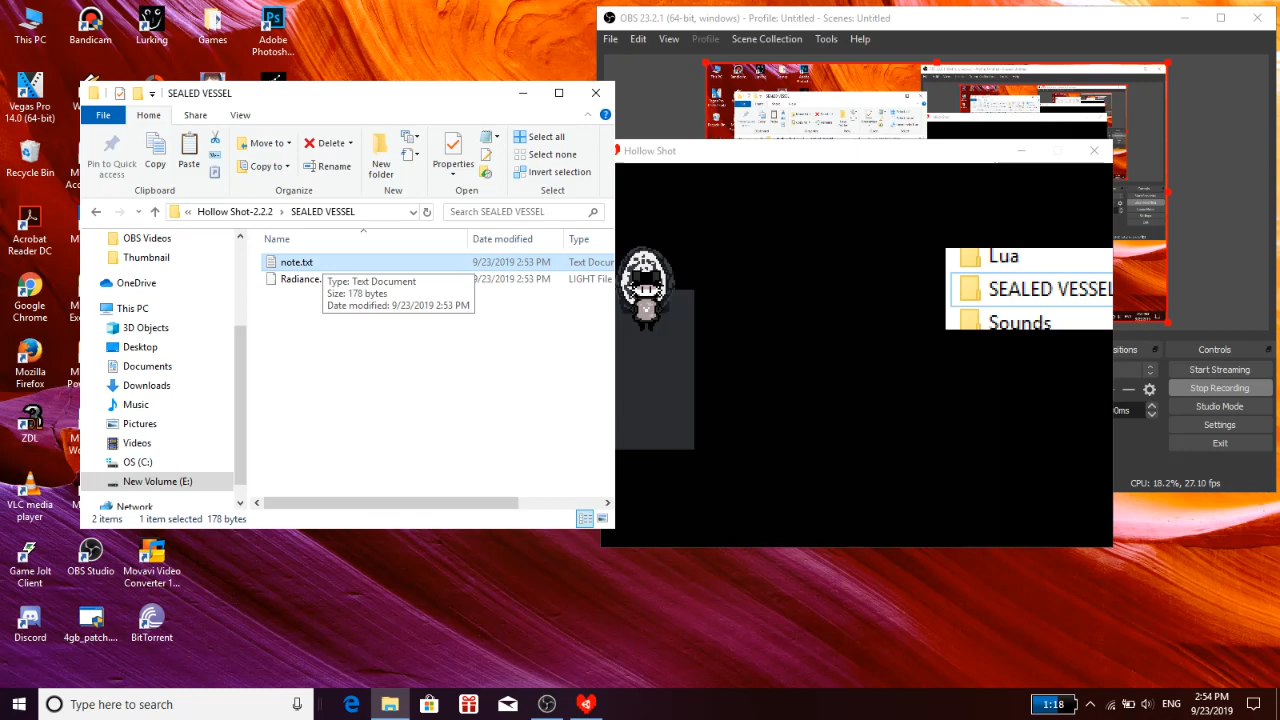 This PC
Bandicam
Lurking
Games
Adobe
Photosh...
Vegas Pro
14.0 (64-bit)
Recycle Bin
Acrobat
Reader DC
Google
Chrome
Mozilla
Firefox
ZDL
VLC media
player
Game Jolt
Client
OBS Studio
Movavi Video
Converter 1...
Discord
4gb_patch....
BitTorrent
SEALED VESSEL
File
Home
Share
View
Pin to Quick
access
Copy
Paste
Clipboard
Move to
Copy to
Delete
Rename
Organize
New
folder
New
Properties
Open
Select all
Select none
Invert selection
Select
Hollow Shot-2.2.2 > SEALED VESSEL
Search SEALED VESSEL
OBS Videos
Thumbnail
OneDrive
This PC
3D Objects
Desktop
Documents
Downloads
Music
Pictures
Videos
OS (C:)
New Volume (E:)
Network
Name
Date modified
Type
note.txt
9/23/2019 2:53 PM
Text Docur
Radiance.
9/23/2019 2:53 PM
LIGHT File
Type: Text Document
Size: 178 bytes
Date modified: 9/23/2019 2:53 PM
2 items
1 item selected 178 bytes
OBS 23.2.1 (64-bit, windows) - Profile: Untitled - Scenes: Untitled
File
Edit
View
Profile
Scene Collection
Tools
Help
Hollow Shot
Lua
SEALED VESSEL
Sounds
sitions
Controls
Start Streaming
Stop Recording
Studio Mode
Settings
Exit
0ms
CPU: 18.2%, 27.10 fps
Type here to search
1:18
ENG
2:54 PM
9/23/2019